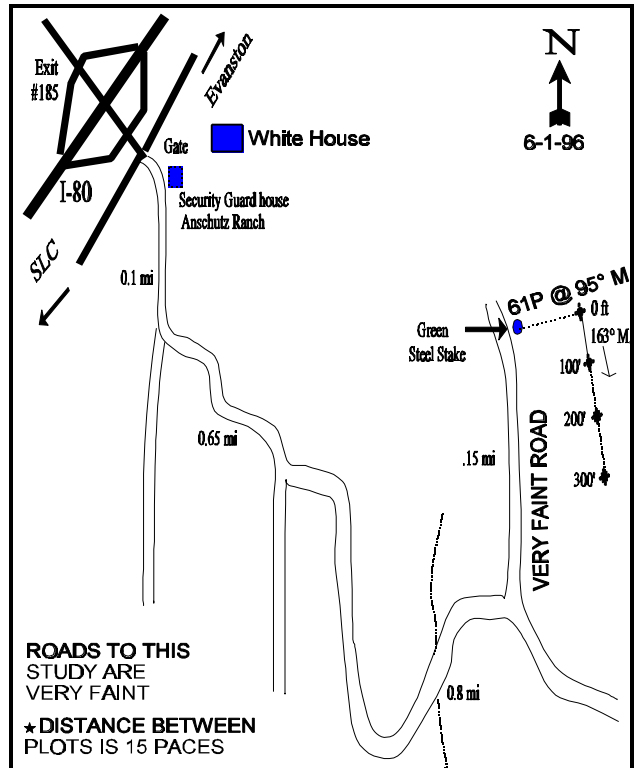 Exit
#185
Evanston
N
6-1-96
White House
Gate
I-80
Security Guard house
Anschutz Ranch
SLC
0.1 mi
61P @ 95° M
0 ft
Green
Steel Stake
163° M
100'
200'
300'
0.65 mi
.15 mi
VERY FAINT ROAD
ROADS TO THIS
STUDY ARE
VERY FAINT
0.8 mi
★DISTANCE BETWEEN
PLOTS IS 15 PACES